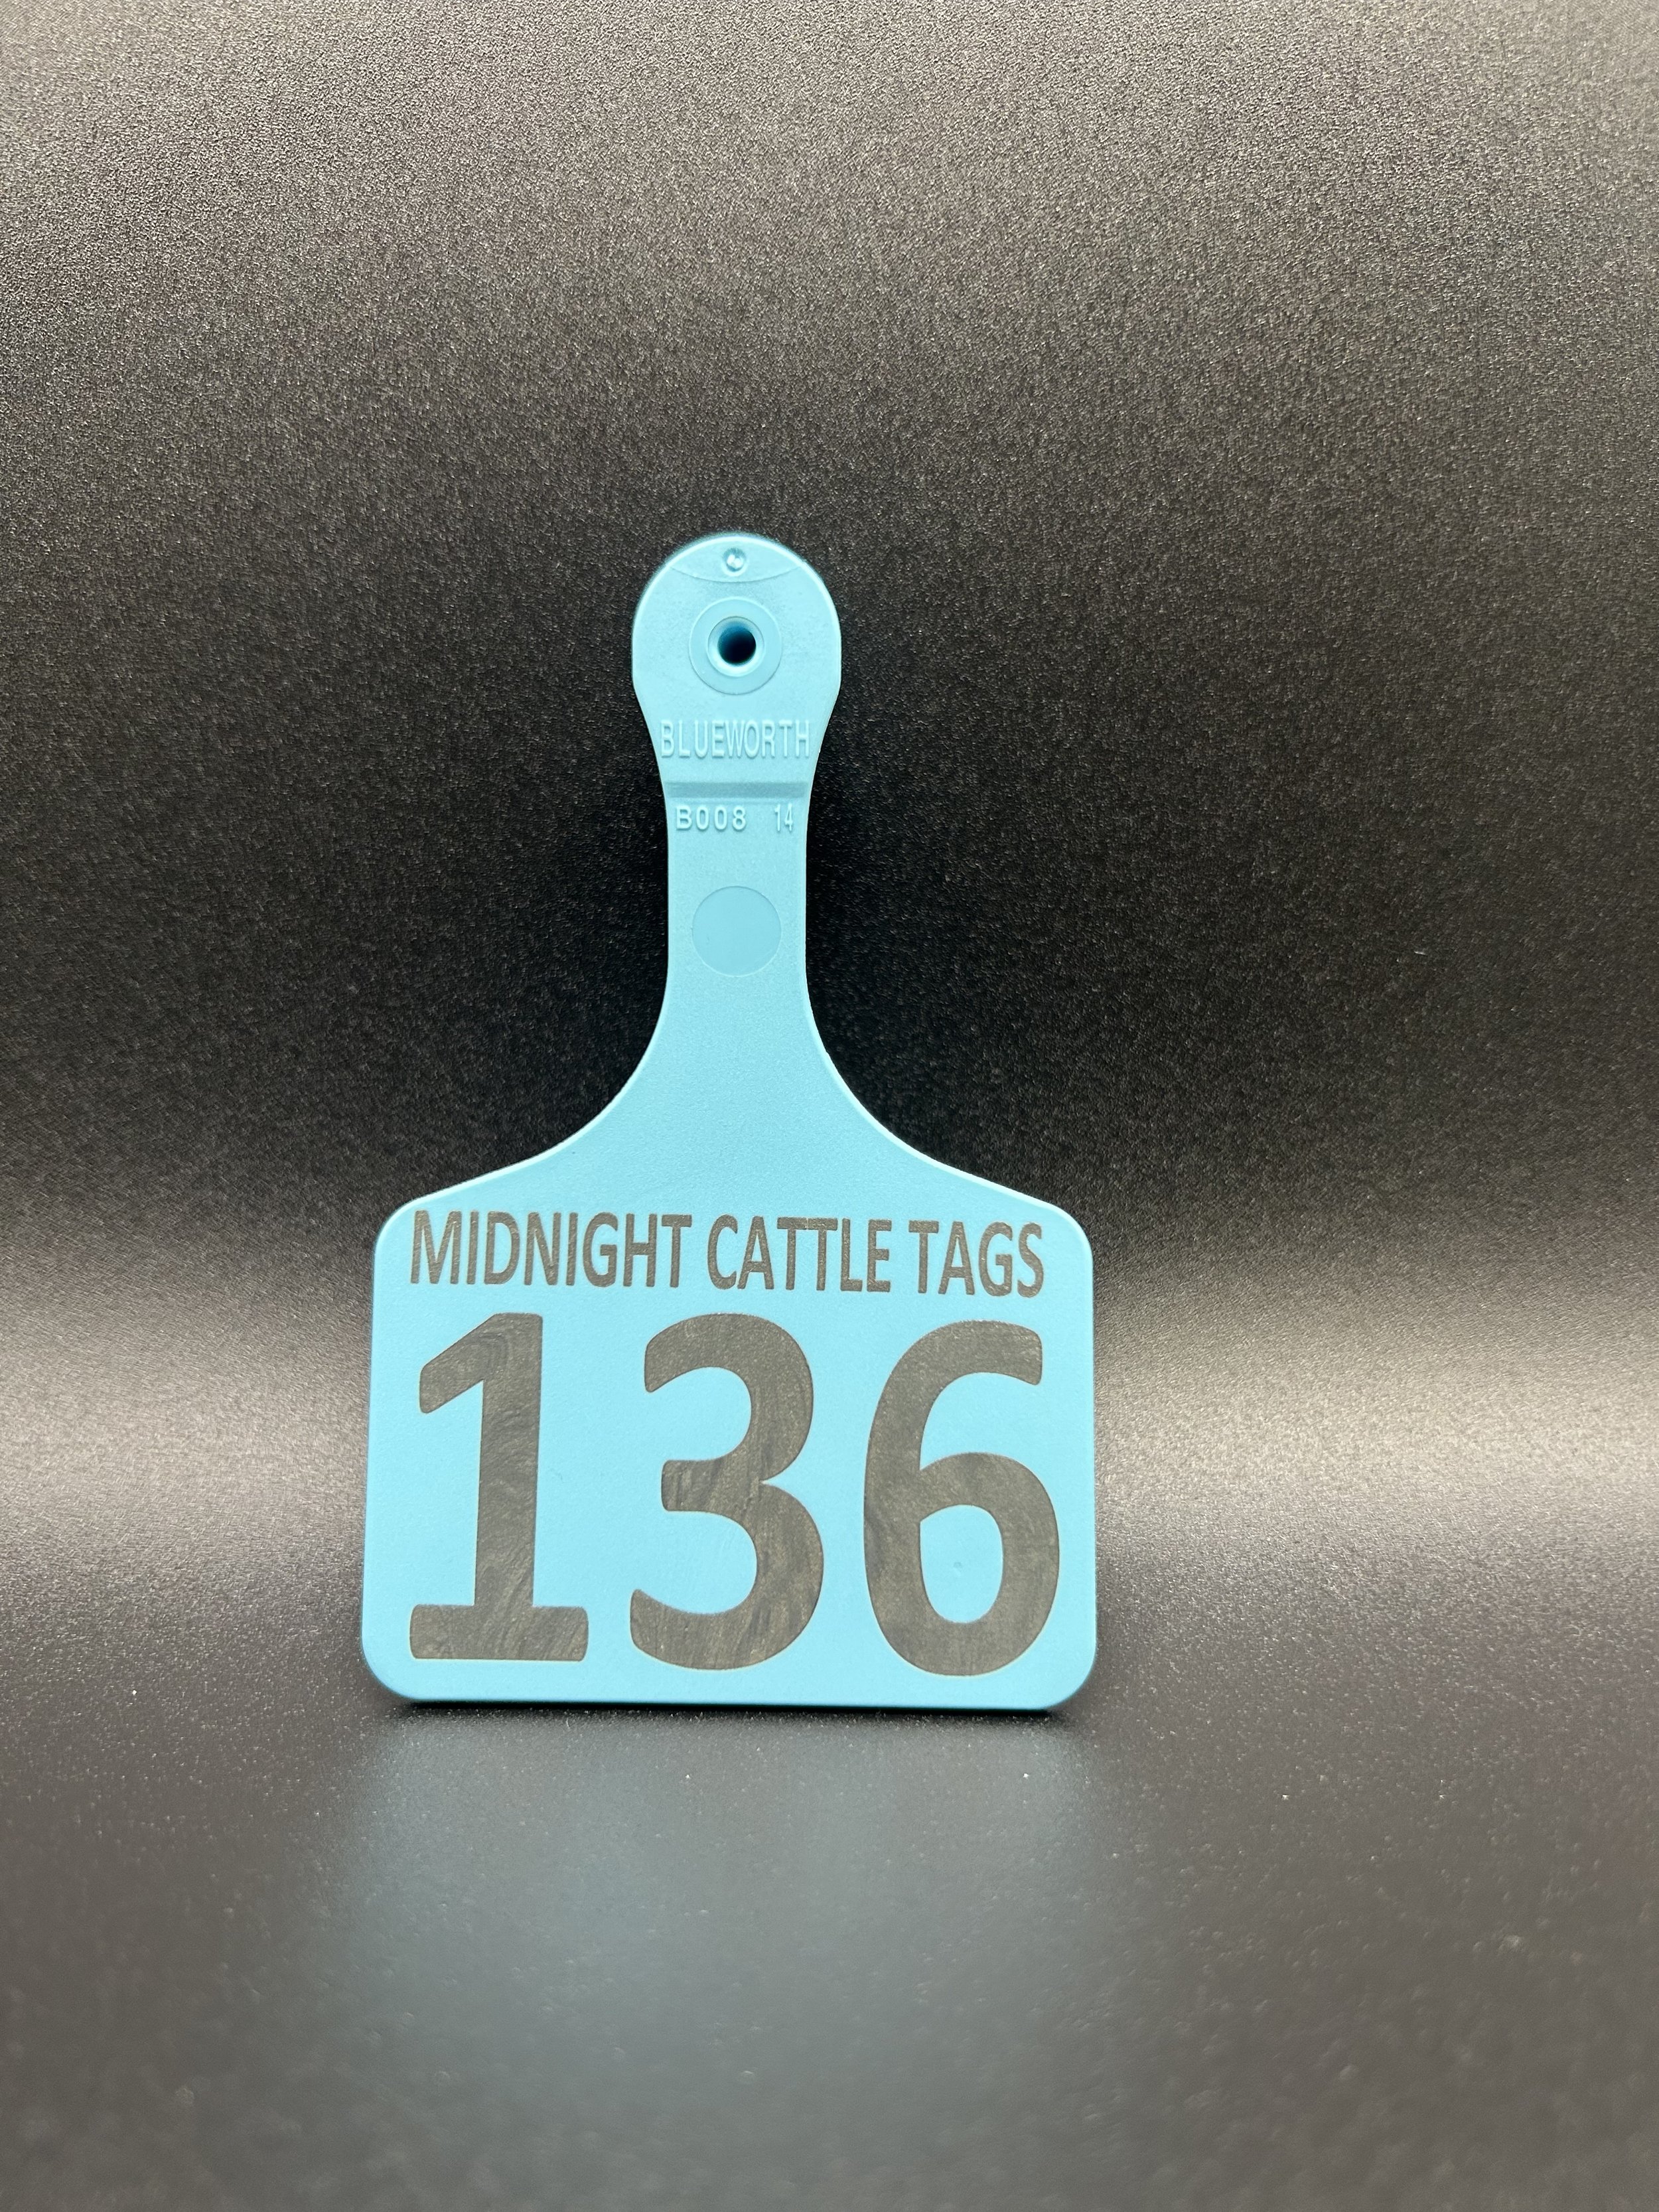 BLUEWORTH
B008 14
MIDNIGHT CATTLE TAGS
136